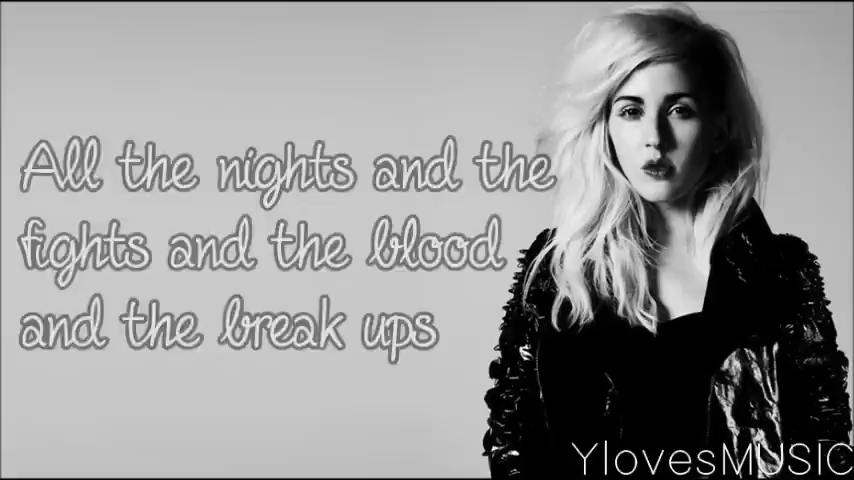 All the nights and the
fights and the blood
and the break ups
YlovesMUSIC